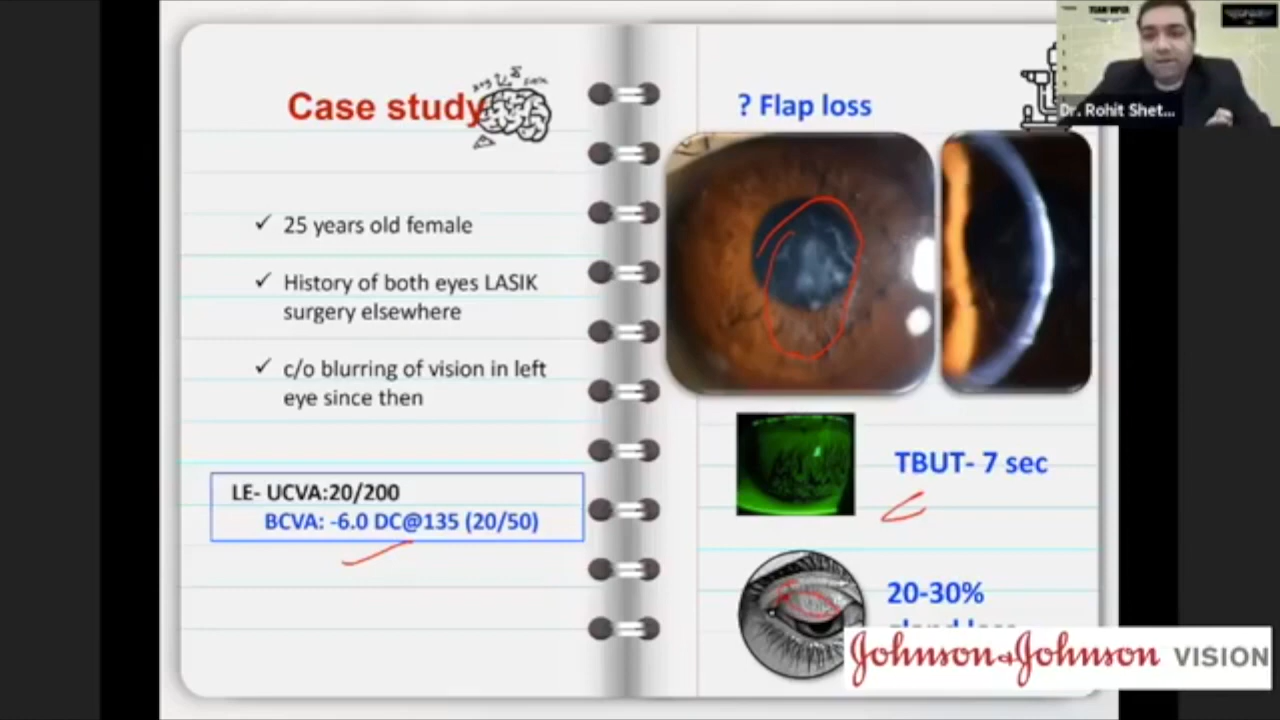 Case study
✓ 25 years old female
✓ History of both eyes LASIK
surgery elsewhere
✓ c/o blurring of vision in left
eye since then
LE- UCVA:20/200
BCVA: -6.0 DC@135 (20/50)
? Flap loss
TBUT- 7 sec
20-30%
Dr. Rohit Shet...
Johnson & Johnson VISION